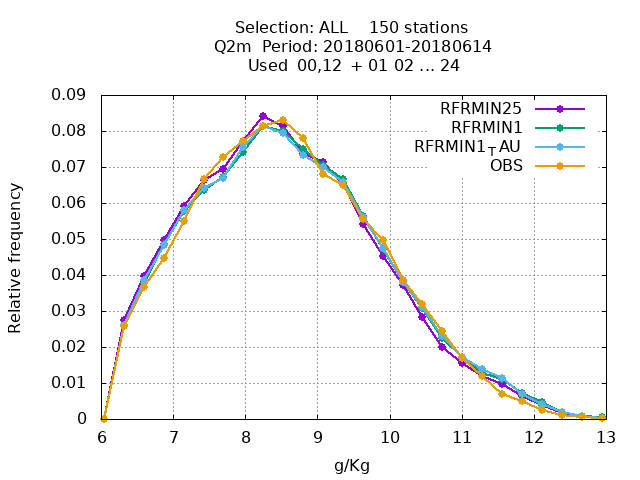 Selection: ALL 150 stations
Q2m Period: 20180601-20180614
Used 00,12 + 01 02 ... 24
RFRMIN25
RFRMIN1
RFRMIN1┬AU
OBS
0.09
0.08
0.07
0.06
0.05
0.04
0.03
0.02
0.01
0
Relative frequency
6 7 8 9 10 11 12 13
g/Kg